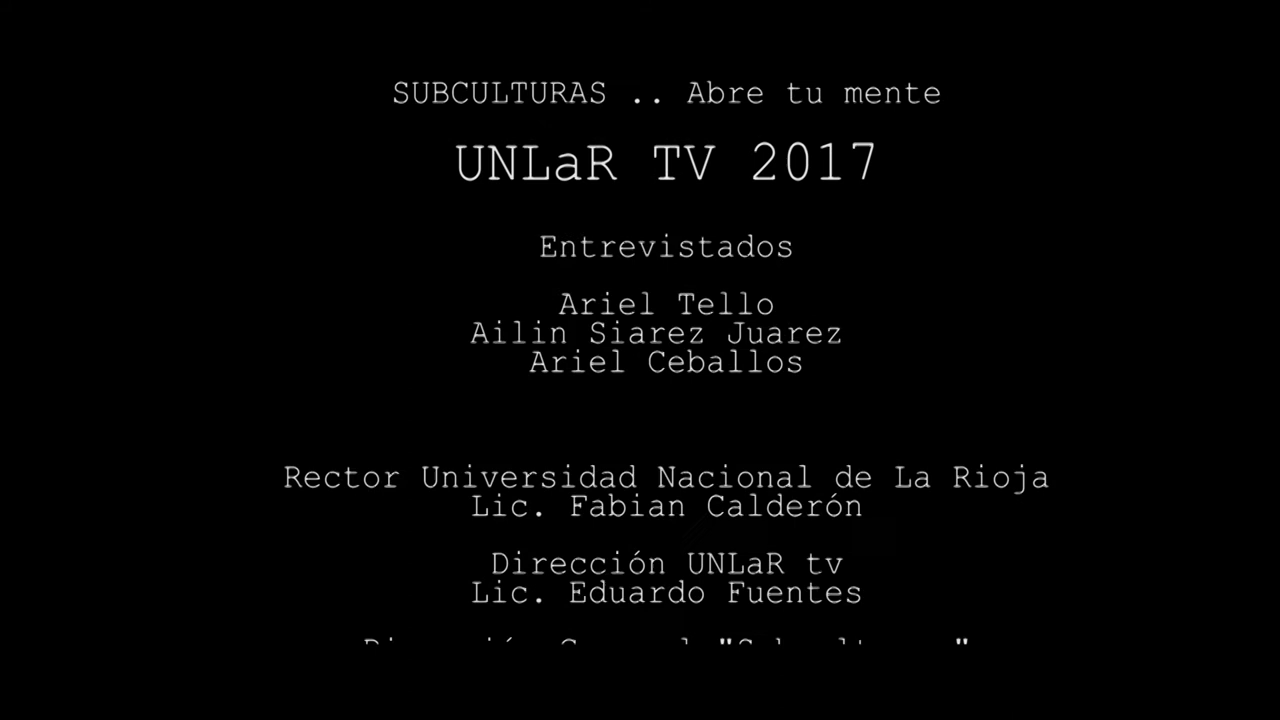 SUBCULTURAS .. Abre tu mente
UNLaR TV 2017
Entrevistados
Ariel Tello
Ailin Siarez Juarez
Ariel Ceballos
Rector Universidad Nacional de La Rioja
Lic. Fabian Calderón
Dirección UNLaR tv
Lic. Eduardo Fuentes